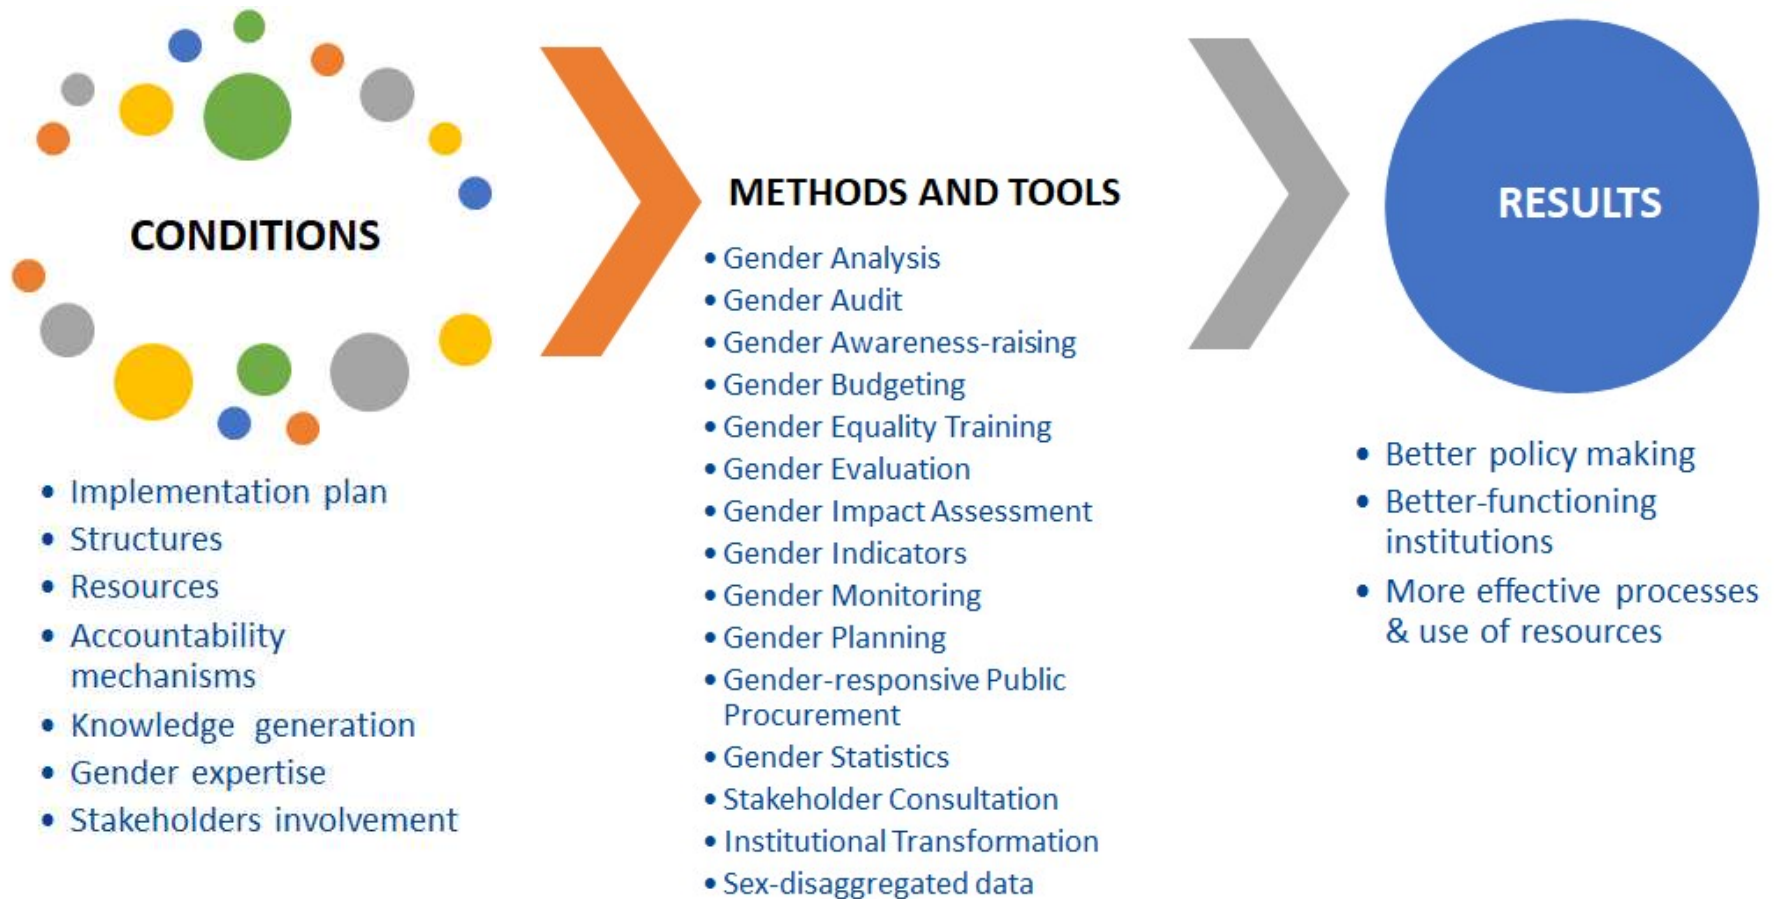 CONDITIONS
• Implementation plan
• Structures
• Resources
• Accountability
mechanisms
• Knowledge generation
• Gender expertise
• Stakeholders involvement
METHODS AND TOOLS
• Gender Analysis
• Gender Audit
• Gender Awareness-raising
• Gender Budgeting
• Gender Equality Training
• Gender Evaluation
• Gender Impact Assessment
• Gender Indicators
• Gender Monitoring
• Gender Planning
• Gender-responsive Public
Procurement
• Gender Statistics
• Stakeholder Consultation
• Institutional Transformation
• Sex-disaggregated data
RESULTS
• Better policy making
• Better-functioning
institutions
• More effective processes
& use of resources